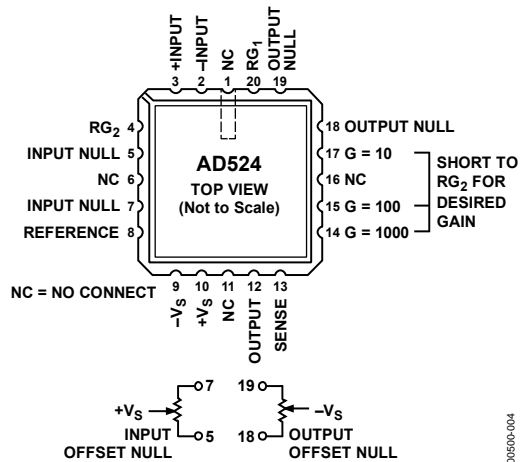 +INPUT
–INPUT
NC
RG1
OUTPUT
NULL
3 2 1 20 19
RG2 4
INPUT NULL 5
NC 6
INPUT NULL 7
REFERENCE 8
AD524
TOP VIEW
(Not to Scale)
18 OUTPUT NULL
17 G = 10
16 NC
15 G = 100
14 G = 1000
SHORT TO
RG2 FOR
DESIRED
GAIN
NC = NO CONNECT
9 10 11 12 13
–VS
+VS
NC
OUTPUT
SENSE
7
+VS
5
INPUT
OFFSET NULL
19
–VS
18
OUTPUT
OFFSET NULL
00500-004